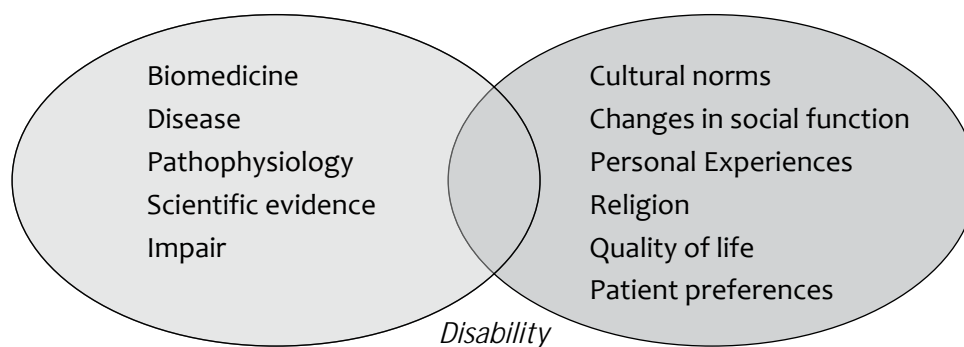 Biomedicine
Disease
Pathophysiology
Scientific evidence
Impair
Cultural norms
Changes in social function
Personal Experiences
Religion
Quality of life
Patient preferences
Disability